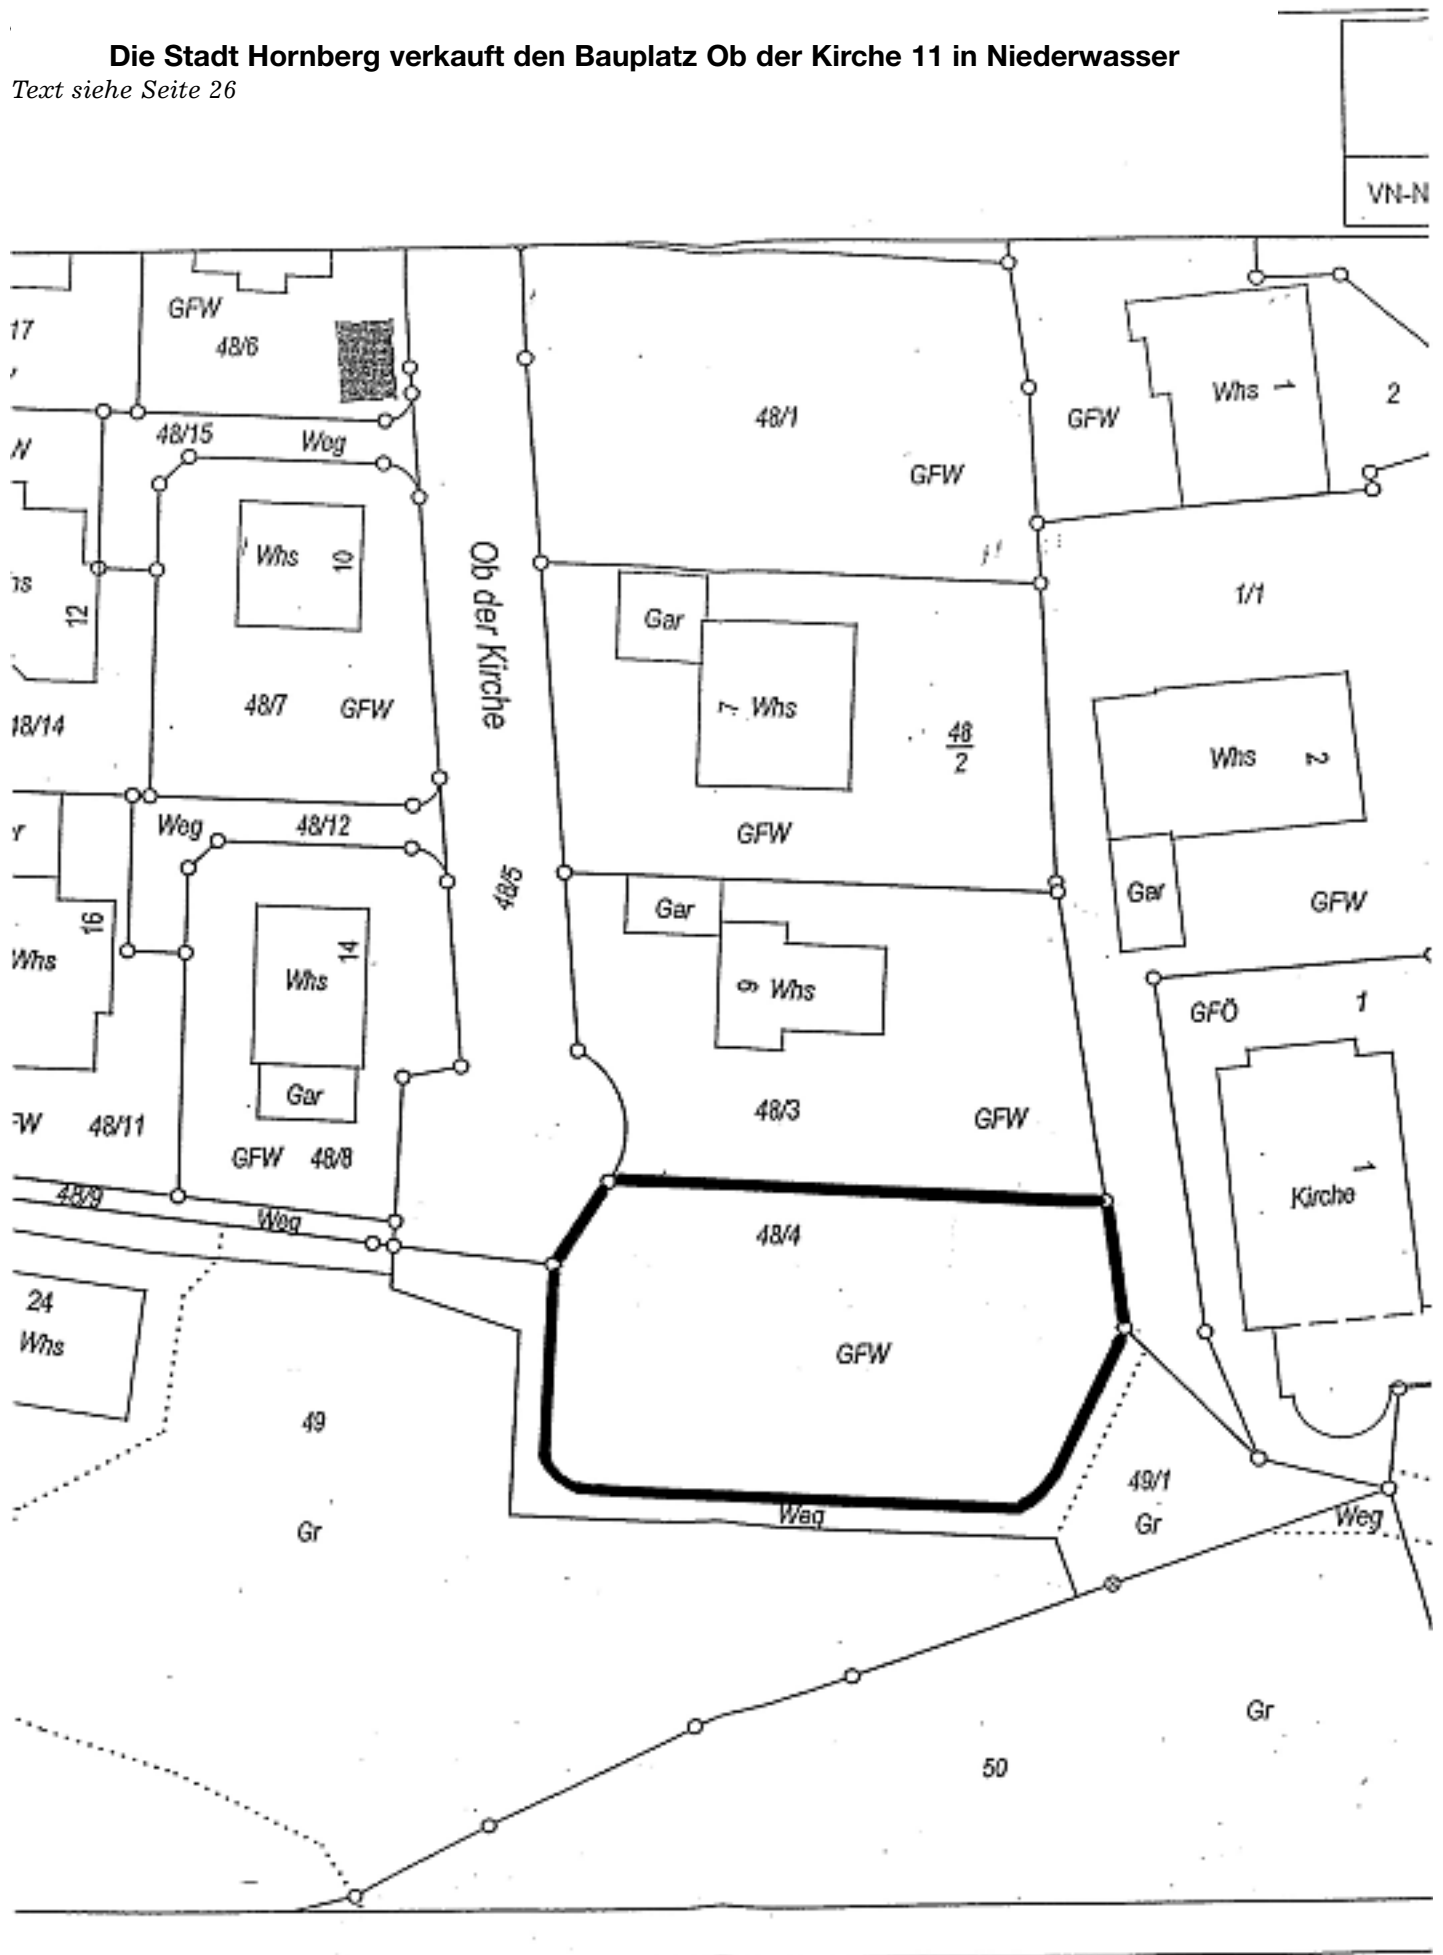 Die Stadt Hornberg verkauft den Bauplatz Ob der Kirche 11 in Niederwasser
Text siehe Seite 26
VN-N
GFW
48/6
17
48/15
Weg
48/1
GFW
GFW
Whs 1
2
Whs
10
12
Ob der Kirche
Gar
7 Whs
48
2
1/1
48/7
GFW
48/14
Whs 2
GFW
Weg
48/12
48/5
Gar
Gar
GFW
16
Whs
14
Whs
Whs
GFÖ
1
Gar
48/3
GFW
FW
48/11
GFW
48/8
48/9
Weg
Kirche 1
48/4
GFW
24
Whs
49
Gr
Weg
49/1
Gr
Weg
Gr
50